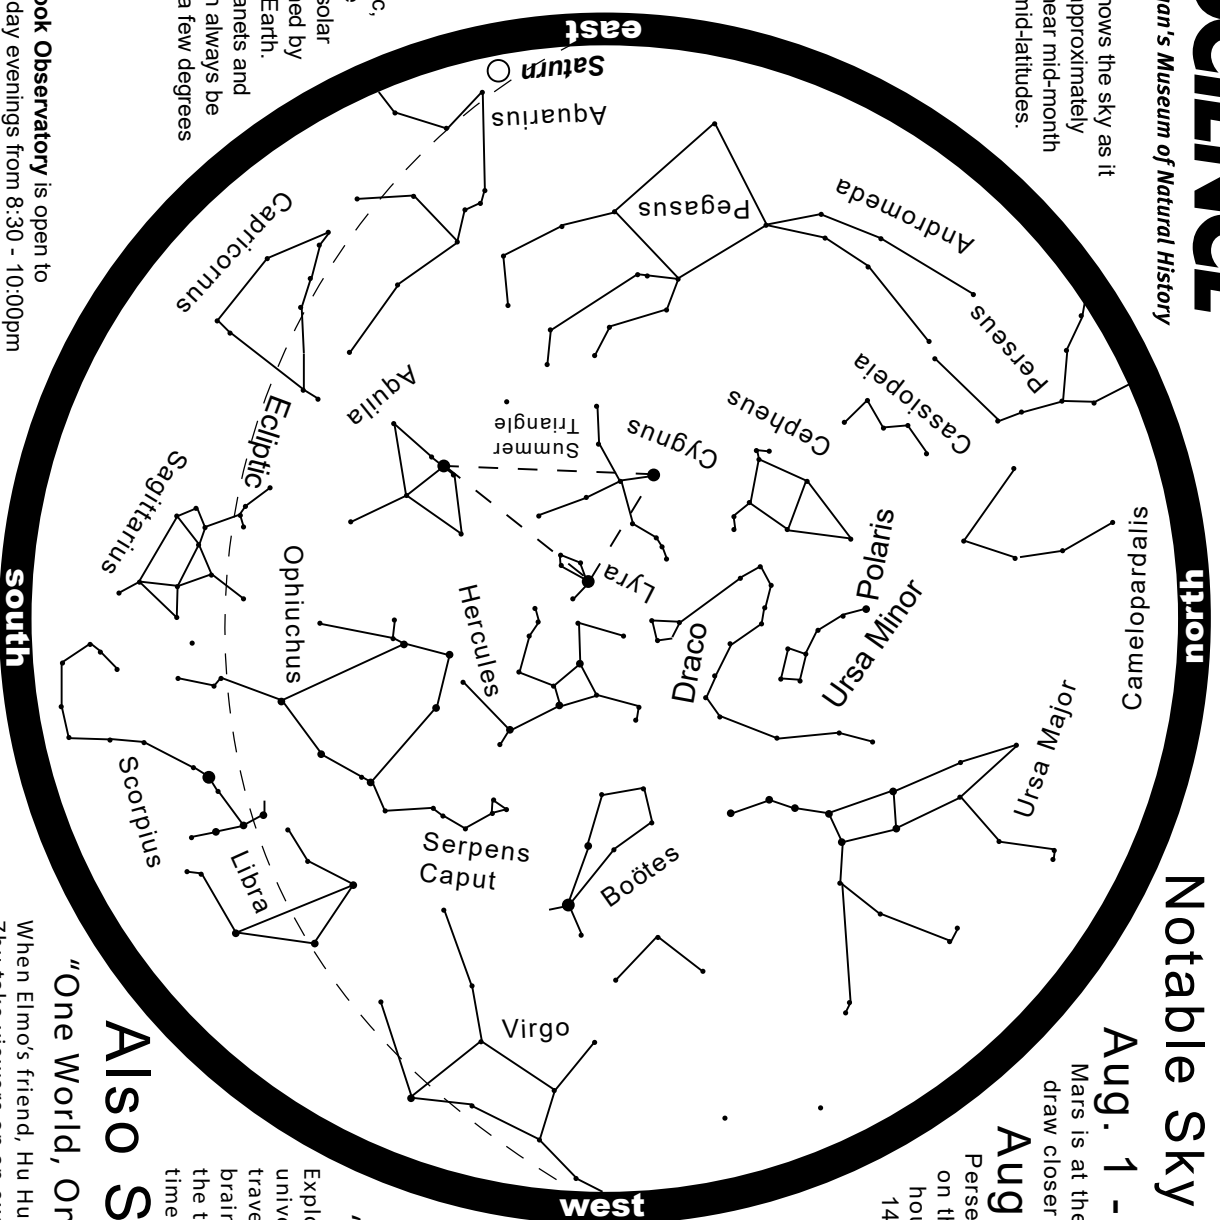 east
Saturn
Aquarius
Pegasus
Andromeda
Perseus
Capricornus
Aquila
Summer
Triangle
Cygnus
Cepheus
Cassiopeia
Ecliptic
Sagittarius
Ophiuchus
Hercules
Lyra
Draco
Polaris
Ursa Minor
Camelopardalis
north
south
Ursa Major
Scorpius
Libra
Serpens
Caput
Boötes
Virgo
west
nan's Museum of Natural History
hows the sky as it
approximately
near mid-month
mid-latitudes.
solar
ned by
Earth.
anets and
n always be
a few degrees
ook Observatory is open to
day evenings from 8:30 - 10:00pm
Notable Sky
Aug. 1 -
Mars is at the
draw closer
Aug
Perse
on th
hou
14
Also S
“One World, On
When Elmo’s friend, Hu Hu
Explo
unive
trave
brain
the t
time